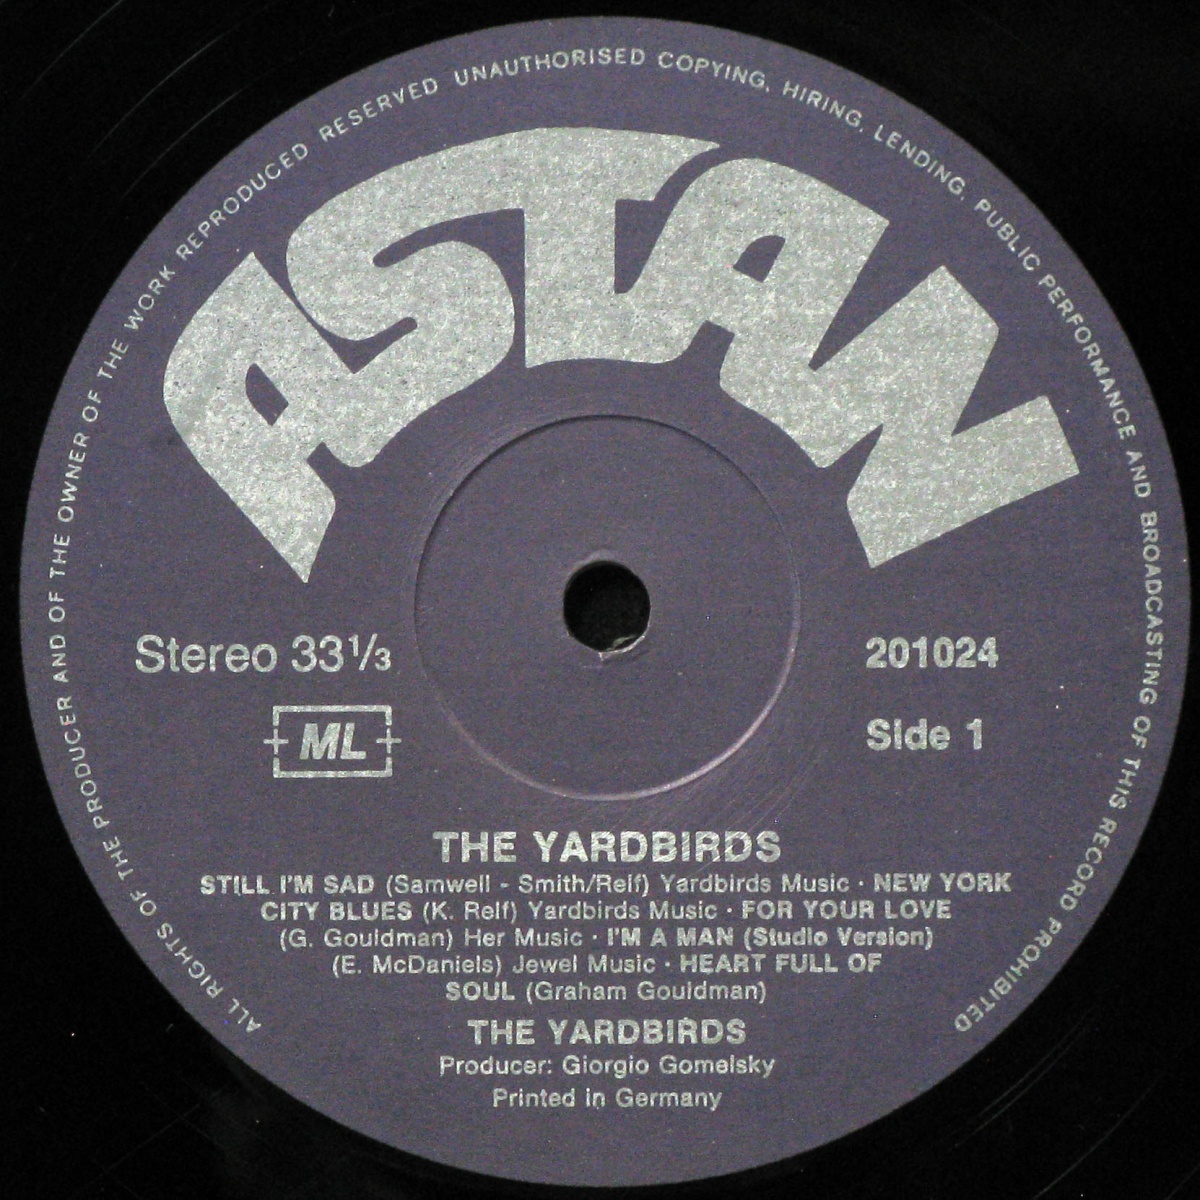 ALL RIGHTS OF THE PRODUCER AND OF THE OWNER OF THE WORK REPRODUCED RESERVED UNAUTHORISED COPYING, HIRING, LENDING, PUBLIC PERFORMANCE AND BROADCASTING OF THIS RECORD PROHIBITED
ASTAN
Stereo 33⅓
201024
ML
Side 1
THE YARDBIRDS
STILL I'M SAD (Samwell - Smith/Relf) Yardbirds Music · NEW YORK
CITY BLUES (K. Relf) Yardbirds Music · FOR YOUR LOVE
(G. Gouldman) Her Music · I'M A MAN (Studio Version)
(E. McDaniels) Jewel Music · HEART FULL OF
SOUL (Graham Gouldman)
THE YARDBIRDS
Producer: Giorgio Gomelsky
Printed in Germany